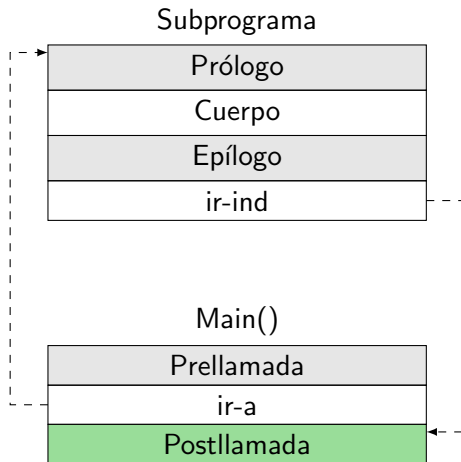 Subprograma
Prólogo
Cuerpo
Epílogo
ir-ind
Main()
Prellamada
ir-a
Postllamada